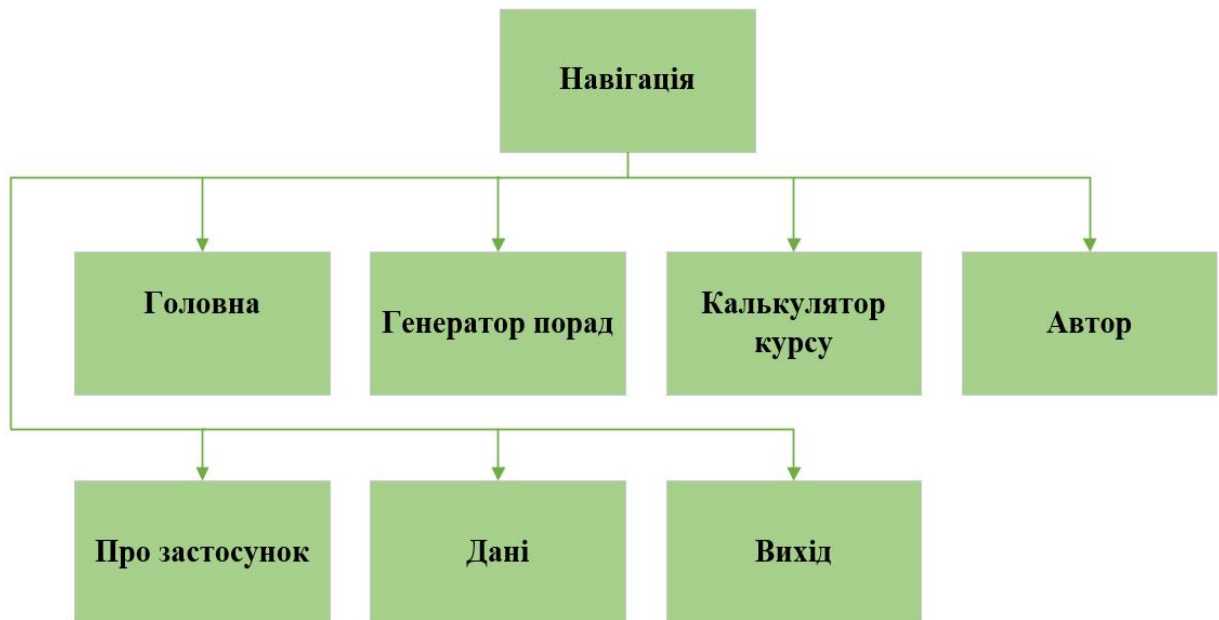 Навігація
Головна
Генератор порад
Калькулятор
курсу
Автор
Про застосунок
Дані
Вихід